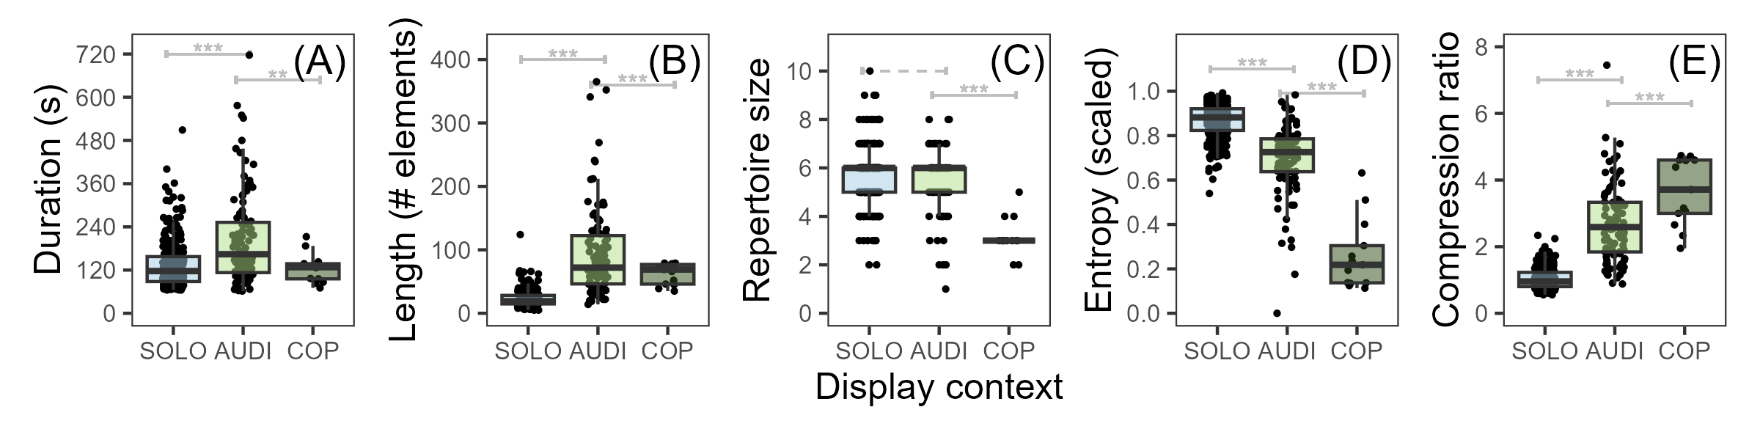 (A)
Duration (s)
720
600
480
360
240
120
0
***
**
SOLO AUDI COP
(B)
Length (# elements)
400
300
200
100
0
***
***
SOLO AUDI COP
(C)
Repertoire size
10
8
6
4
2
0
***
SOLO AUDI COP
(D)
Entropy (scaled)
1.0
0.8
0.6
0.4
0.2
0.0
***
***
SOLO AUDI COP
(E)
Compression ratio
8
6
4
2
0
***
***
SOLO AUDI COP
Display context